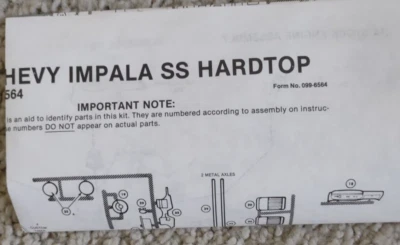 HEVY IMPALA SS HARDTOP
564
Form No. 099-6564
IMPORTANT NOTE:
is an aid to identify parts in this kit. They are numbered according to assembly on instruc-
numbers DO NOT appear on actual parts.
2 METAL AXLES